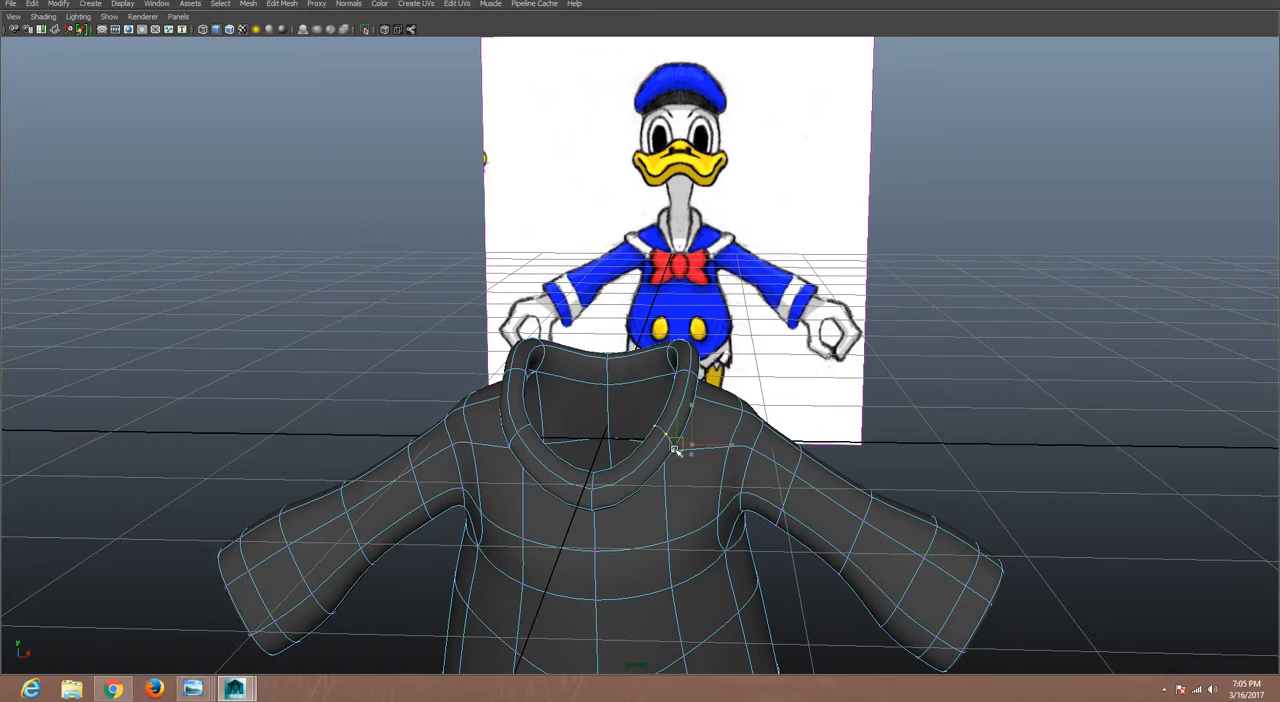 File Edit Modify Create Display Window Assets Select Mesh Edit Mesh Proxy Normals Color Create UVs Edit UVs Muscle Pipeline Cache Help
View Shading Lighting Show Renderer Panels
y
x
persp
7:05 PM
3/16/2017